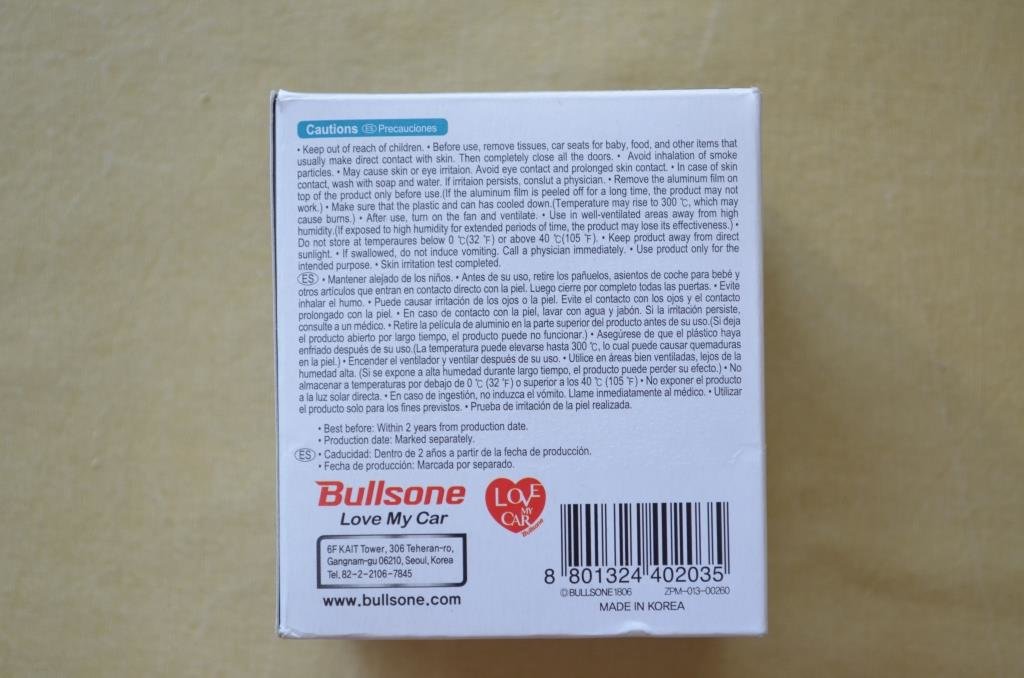 Cautions ES Precauciones
• Keep out of reach of children. • Before use, remove tissues, car seats for baby, food, and other items that
usually make direct contact with skin. Then completely close all the doors. • Avoid inhalation of smoke
particles. • May cause skin or eye irritaion. Avoid eye contact and prolonged skin contact. • In case of skin
contact, wash with soap and water. If irritaion persists, conslut a physician. • Remove the aluminum film on
top of the product only before use.(If the aluminum film is peeled off for a long time, the product may not
work.) • Make sure that the plastic and can has cooled down.(Temperature may rise to 300 ℃, which may
cause burns.) • After use, turn on the fan and ventilate. • Use in well-ventilated areas away from high
humidity.(If exposed to high humidity for extended periods of time, the product may lose its effectiveness.) •
Do not store at temperaures below 0 ℃(32 ℉) or above 40 ℃(105 ℉). • Keep product away from direct
sunlight. • If swallowed, do not induce vomiting. Call a physician immediately. • Use product only for the
intended purpose. • Skin irritation test completed.
ES • Mantener alejado de los niños. • Antes de su uso, retire los pañuelos, asientos de coche para bebé y
otros artículos que entran en contacto directo con la piel. Luego cierre por completo todas las puertas. • Evite
inhalar el humo. • Puede causar irritación de los ojos o la piel. Evite el contacto con los ojos y el contacto
prolongado con la piel. • En caso de contacto con la piel, lavar con agua y jabón. Si la irritación persiste,
consulte a un médico. • Retire la película de aluminio en la parte superior del producto antes de su uso.(Si deja
el producto abierto por largo tiempo, el producto puede no funcionar.) • Asegúrese de que el plástico haya
enfriado después de su uso.(La temperatura puede elevarse hasta 300 ℃, lo cual puede causar quemaduras
en la piel.) • Encender el ventilador y ventilar después de su uso. • Utilice en áreas bien ventiladas, lejos de la
humedad alta. (Si se expone a alta humedad durante largo tiempo, el producto puede perder su efecto.) • No
almacenar a temperaturas por debajo de 0 ℃ (32 ℉) o superior a los 40 ℃ (105 ℉) • No exponer el producto
a la luz solar directa. • En caso de ingestión, no induzca el vómito. Llame inmediatamente al médico. • Utilizar
el producto solo para los fines previstos. • Prueba de irritación de la piel realizada.
• Best before: Within 2 years from production date.
• Production date: Marked separately.
ES • Caducidad: Dentro de 2 años a partir de la fecha de producción.
• Fecha de producción: Marcada por separado.
Bullsone
Love My Car
LOVE
MY
CAR
Bullsone
6F KAIT Tower, 306 Teheran-ro,
Gangnam-gu 06210, Seoul, Korea
Tel. 82-2-2106-7845
www.bullsone.com
8 801324 402035
©BULLSONE1806 ZPM-013-00260
MADE IN KOREA